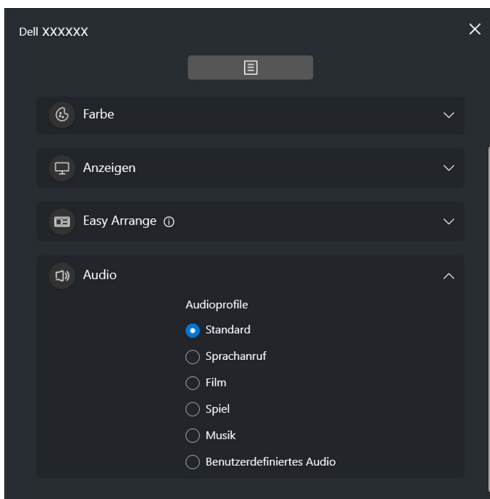 Dell XXXXXX
Farbe
Anzeigen
Easy Arrange
Audio
Audioprofile
Standard
Sprachanruf
Film
Spiel
Musik
Benutzerdefiniertes Audio